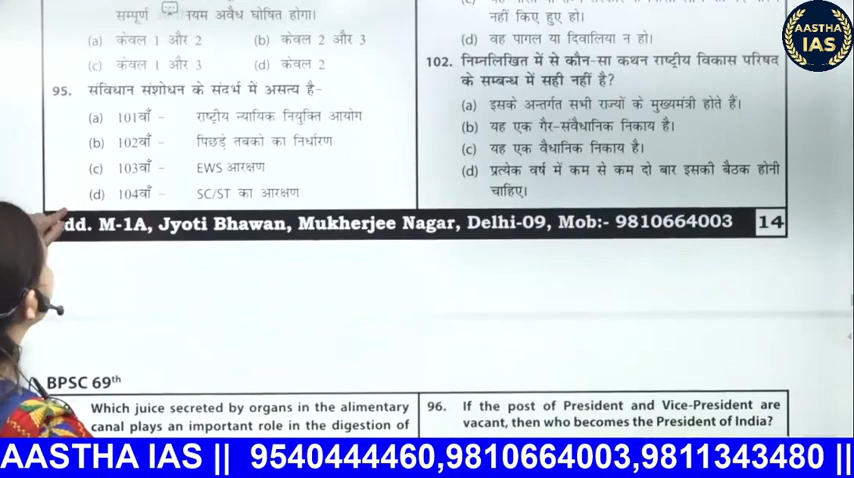 सम्पूर्ण
यम अवैध घोषित होगा।
(a) केवल 1 और 2 (b) केवल 2 और 3
(c) केवल 1 और 3 (d) केवल 2
95. संविधान संशोधन के संदर्भ में असत्य है-
(a) 101वाँ – राष्ट्रीय न्यायिक नियुक्ति आयोग
(b) 102वाँ – पिछड़े तबको का निर्धारण
(c) 103वाँ – EWS आरक्षण
(d) 104वाँ – SC/ST का आरक्षण
नहीं किए हुए हो।
(d) वह पागल या दिवालिया न हो।
102. निम्नलिखित में से कौन-सा कथन राष्ट्रीय विकास परिषद
के सम्बन्ध में सही नहीं है?
(a) इसके अन्तर्गत सभी राज्यों के मुख्यमंत्री होते हैं।
(b) यह एक गैर-संवैधानिक निकाय है।
(c) यह एक वैधानिक निकाय है।
(d) प्रत्येक वर्ष में कम से कम दो बार इसकी बैठक होनी
चाहिए।
AASTHA
IAS
dd. M-1A, Jyoti Bhawan, Mukherjee Nagar, Delhi-09, Mob:- 9810664003 14
BPSC 69th
Which juice secreted by organs in the alimentary
canal plays an important role in the digestion of
96. If the post of President and Vice-President are
vacant, then who becomes the President of India?
AASTHA IAS || 9540444460,9810664003,9811343480 ||